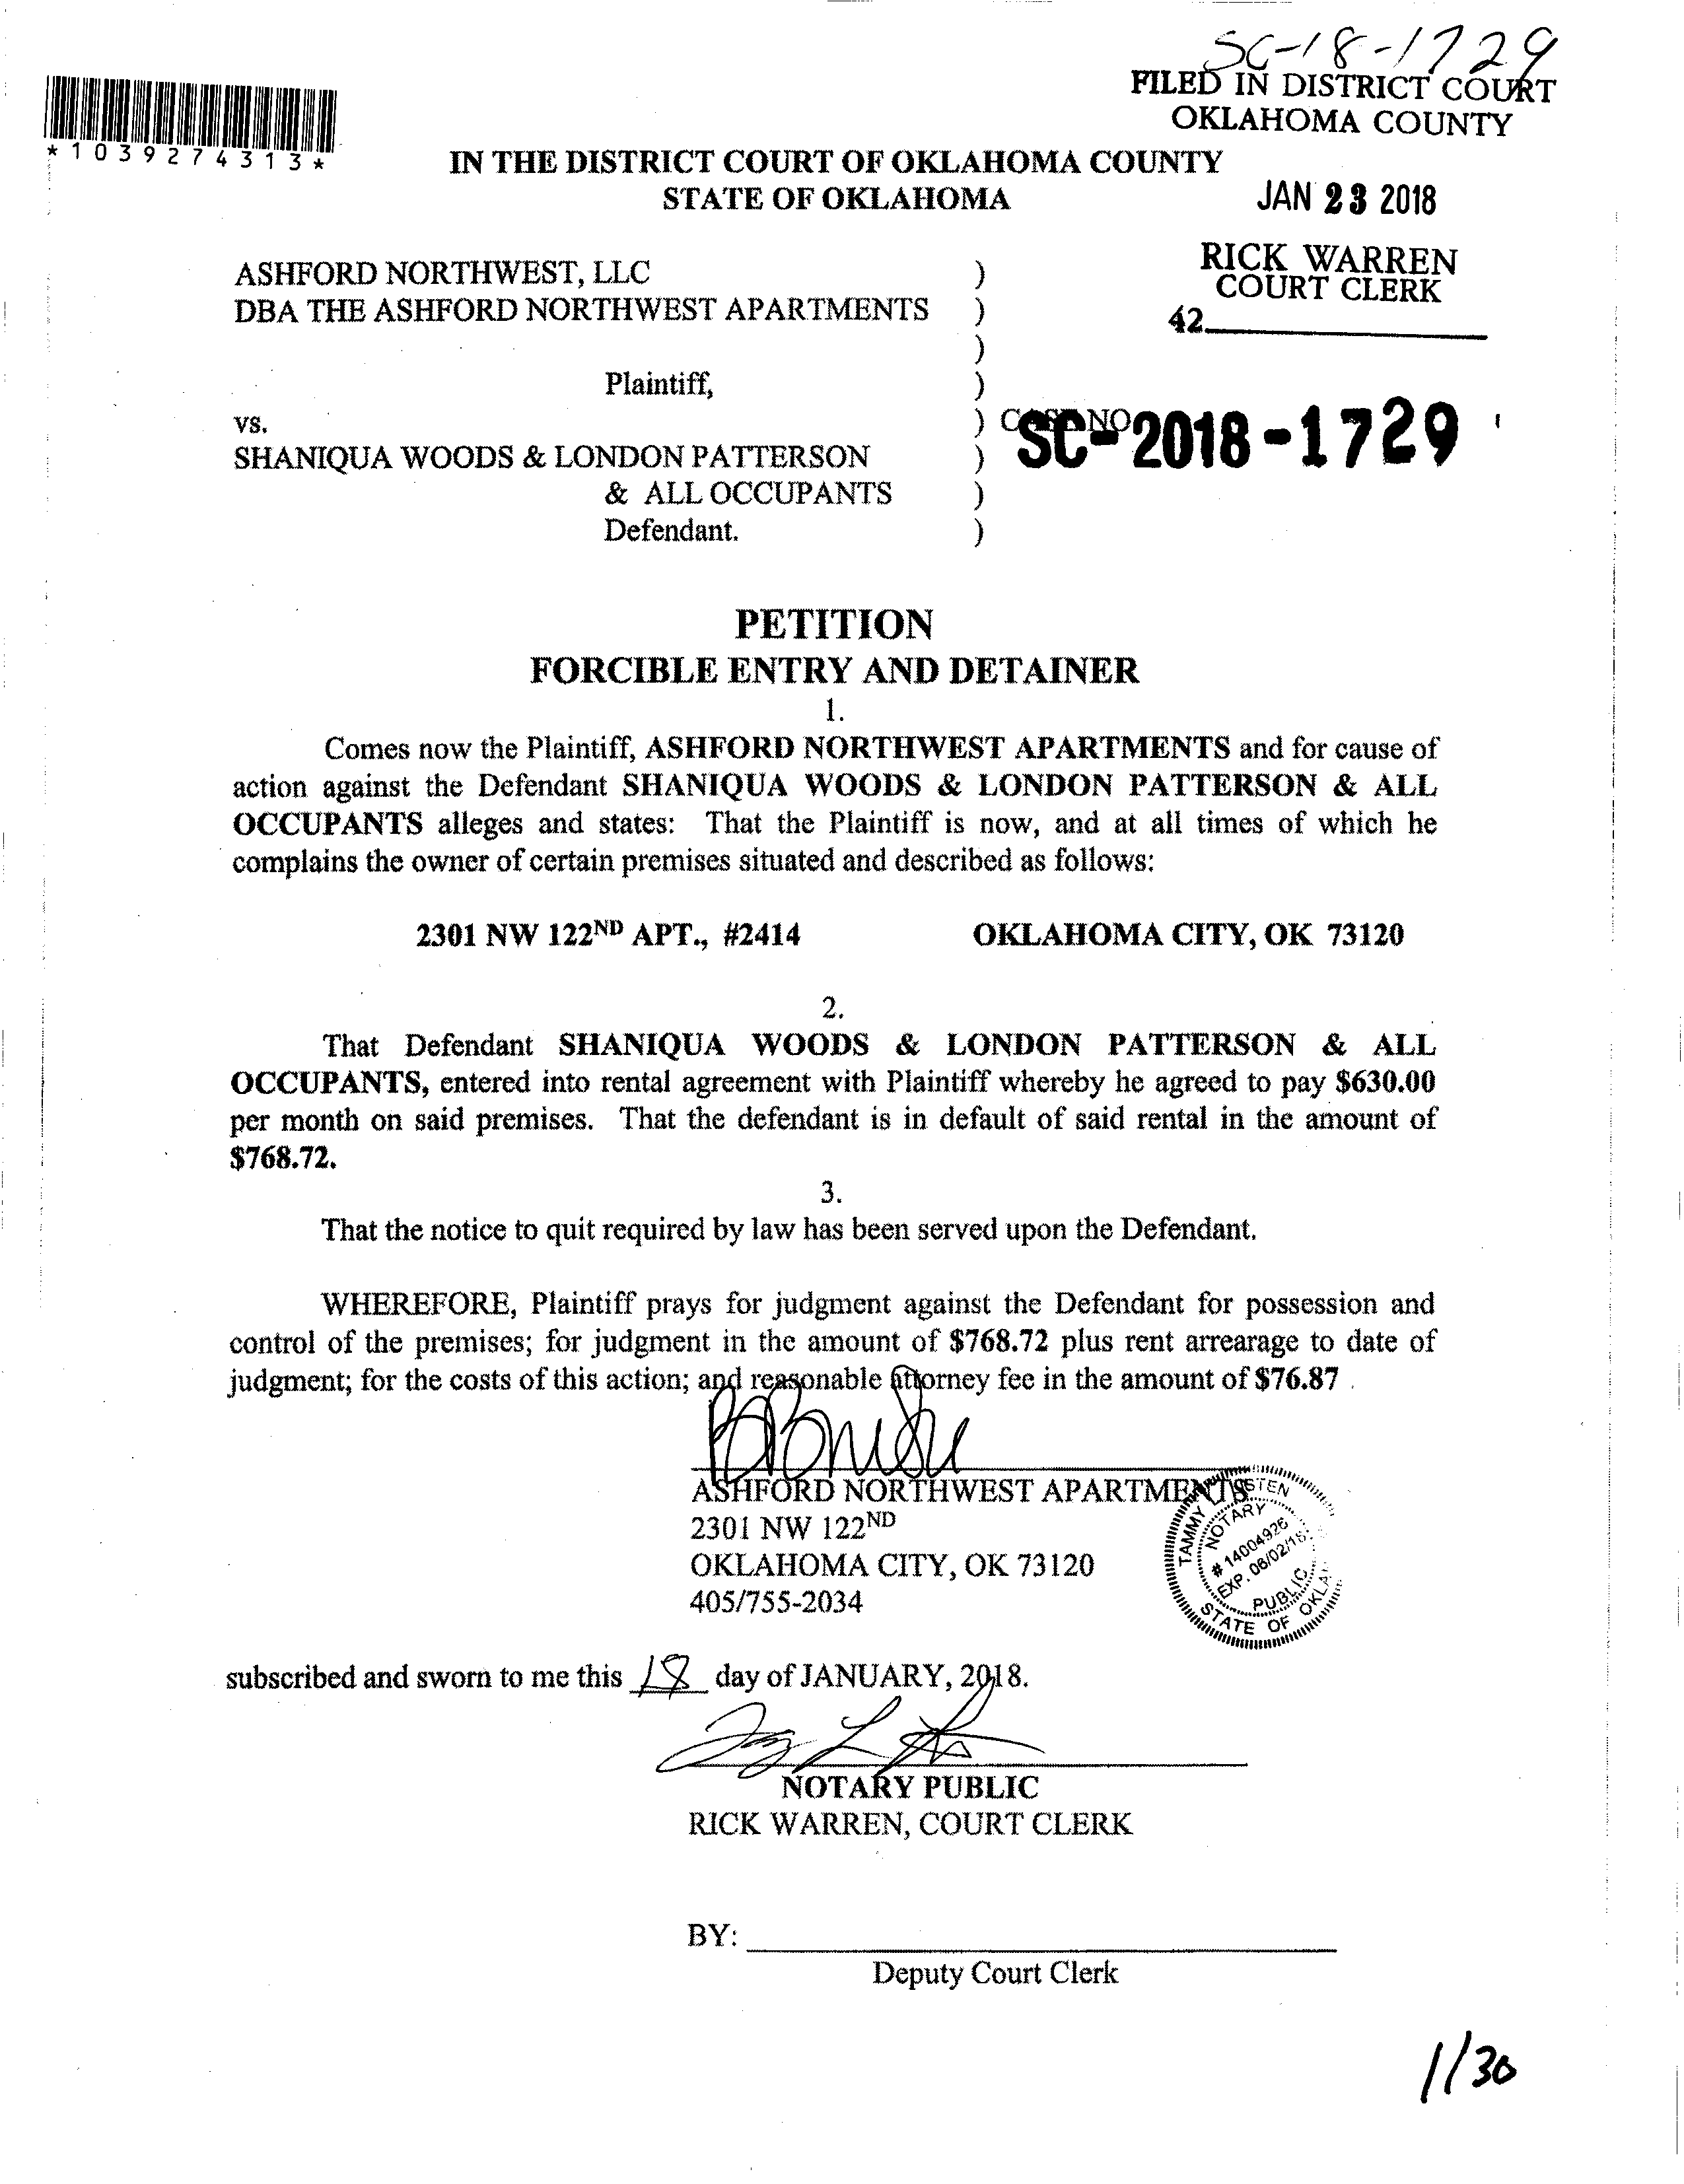 SC-18-1729
FILED IN DISTRICT COURT
OKLAHOMA COUNTY
*1039274313*
IN THE DISTRICT COURT OF OKLAHOMA COUNTY
STATE OF OKLAHOMA
JAN 23 2018
RICK WARREN
COURT CLERK
42
ASHFORD NORTHWEST, LLC )
DBA THE ASHFORD NORTHWEST APARTMENTS )
)
Plaintiff, )
vs. ) CASE NO
SC-2018-1729
SHANIQUA WOODS & LONDON PATTERSON )
& ALL OCCUPANTS )
Defendant. )
PETITION
FORCIBLE ENTRY AND DETAINER
1.
Comes now the Plaintiff, ASHFORD NORTHWEST APARTMENTS and for cause of
action against the Defendant SHANIQUA WOODS & LONDON PATTERSON & ALL
OCCUPANTS alleges and states: That the Plaintiff is now, and at all times of which he
complains the owner of certain premises situated and described as follows:
2301 NW 122ND APT., #2414 OKLAHOMA CITY, OK 73120
2.
That Defendant SHANIQUA WOODS & LONDON PATTERSON & ALL
OCCUPANTS, entered into rental agreement with Plaintiff whereby he agreed to pay $630.00
per month on said premises. That the defendant is in default of said rental in the amount of
$768.72.
3.
That the notice to quit required by law has been served upon the Defendant.
WHEREFORE, Plaintiff prays for judgment against the Defendant for possession and
control of the premises; for judgment in the amount of $768.72 plus rent arrearage to date of
judgment; for the costs of this action; and reasonable attorney fee in the amount of $76.87 .
ASHFORD NORTHWEST APARTMENTS
2301 NW 122ND
OKLAHOMA CITY, OK 73120
405/755-2034
TAMMY
NOTARY
# 14004926
EXP. 06/02/18
PUBLIC
STATE OF OKLA
subscribed and sworn to me this 18 day of JANUARY, 2018.
NOTARY PUBLIC
RICK WARREN, COURT CLERK
BY:
Deputy Court Clerk
1/30